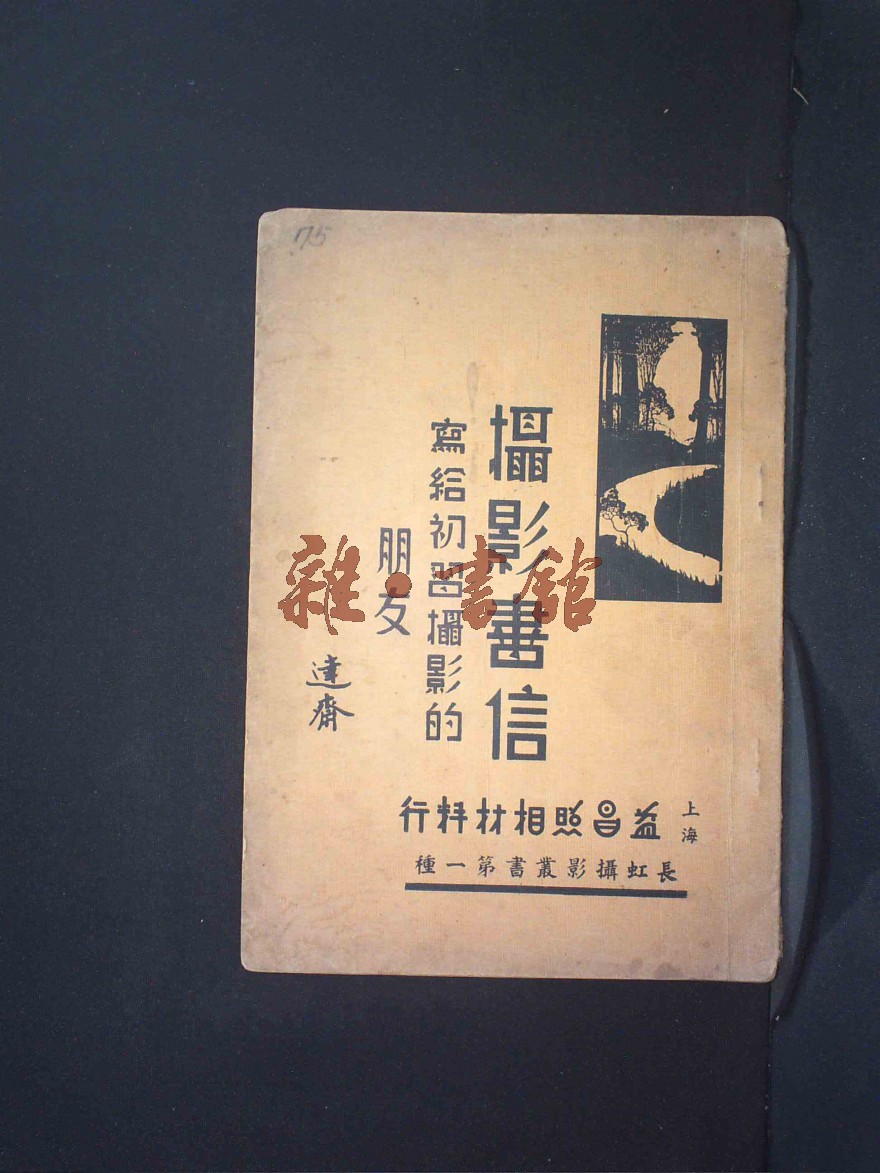 75
攝影書信
寫給初習攝影的
朋友
達齋
上海
益昌照相材料行
長虹攝影叢書第一種
雜·書館